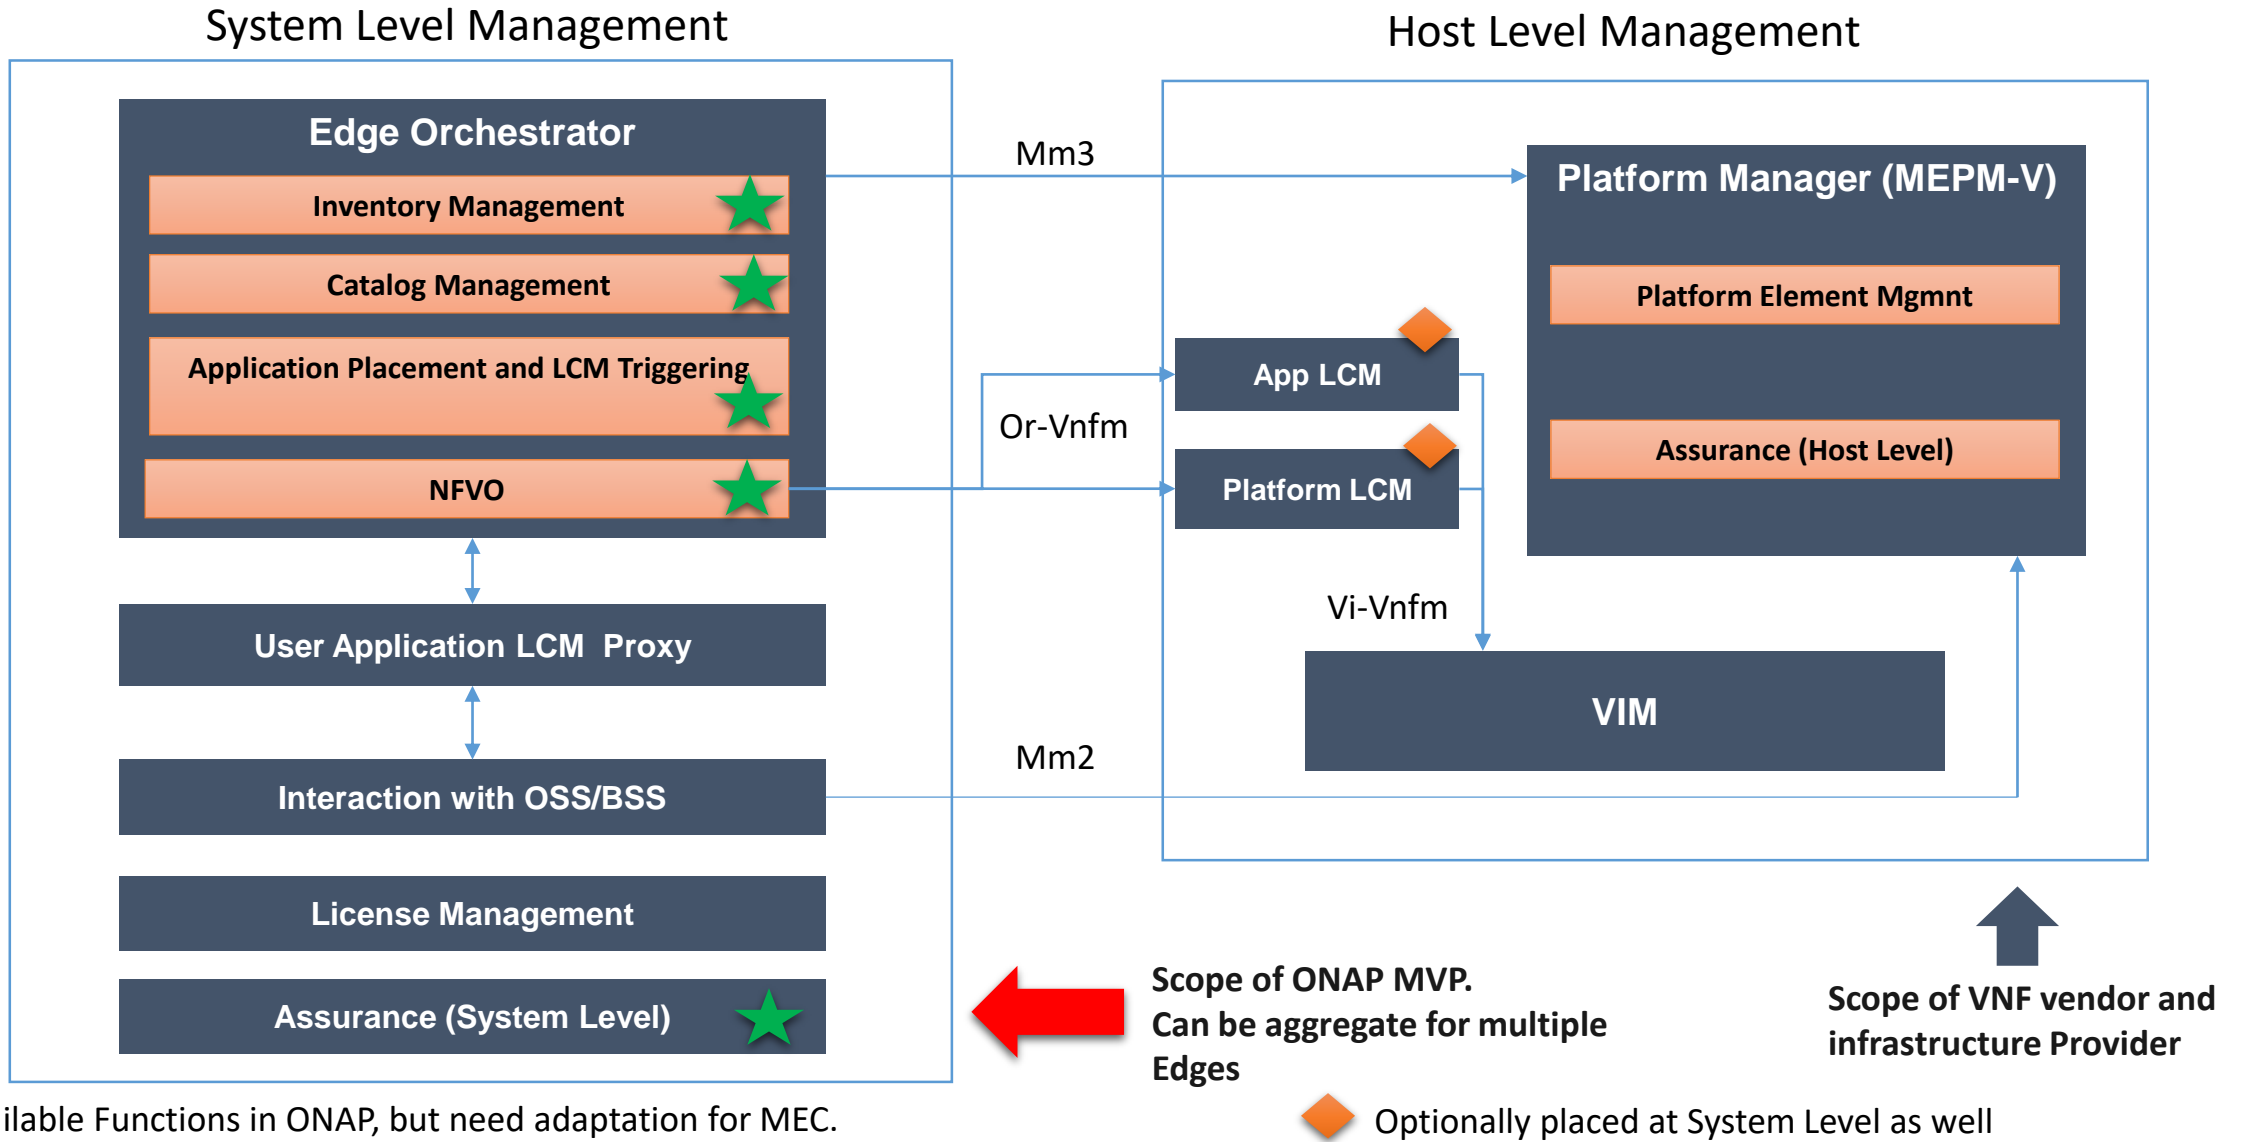 System Level Management
Host Level Management
Edge Orchestrator
Inventory Management
Catalog Management
Application Placement and LCM Triggering
NFVO
User Application LCM Proxy
Interaction with OSS/BSS
License Management
Assurance (System Level)
Mm3
Or-Vnfm
Mm2
Platform Manager (MEPM-V)
Platform Element Mgmnt
Assurance (Host Level)
App LCM
Platform LCM
Vi-Vnfm
VIM
Scope of ONAP MVP.
Can be aggregate for multiple
Edges
Scope of VNF vendor and
infrastructure Provider
Functions in ONAP, but need adaptation for MEC.
Optionally placed at System Level as well